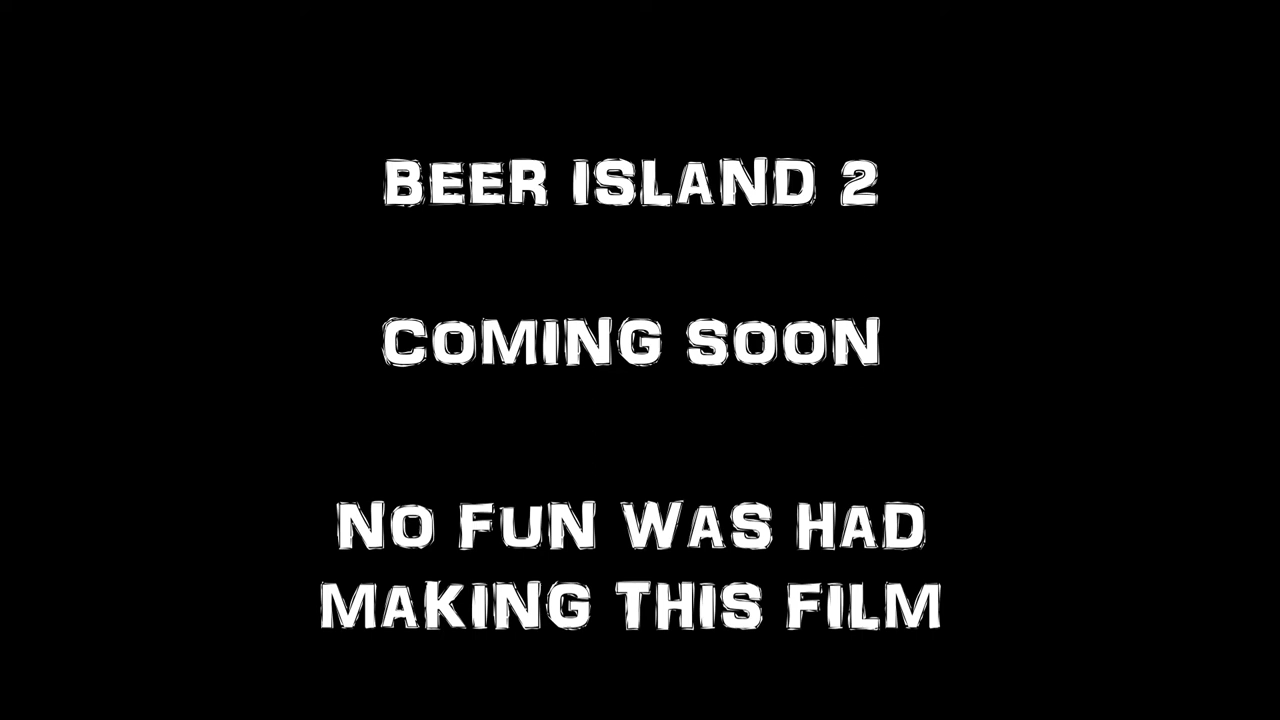 BEER ISLAND 2
COMING SOON
NO FUN WAS HAD
MAKING THIS FILM